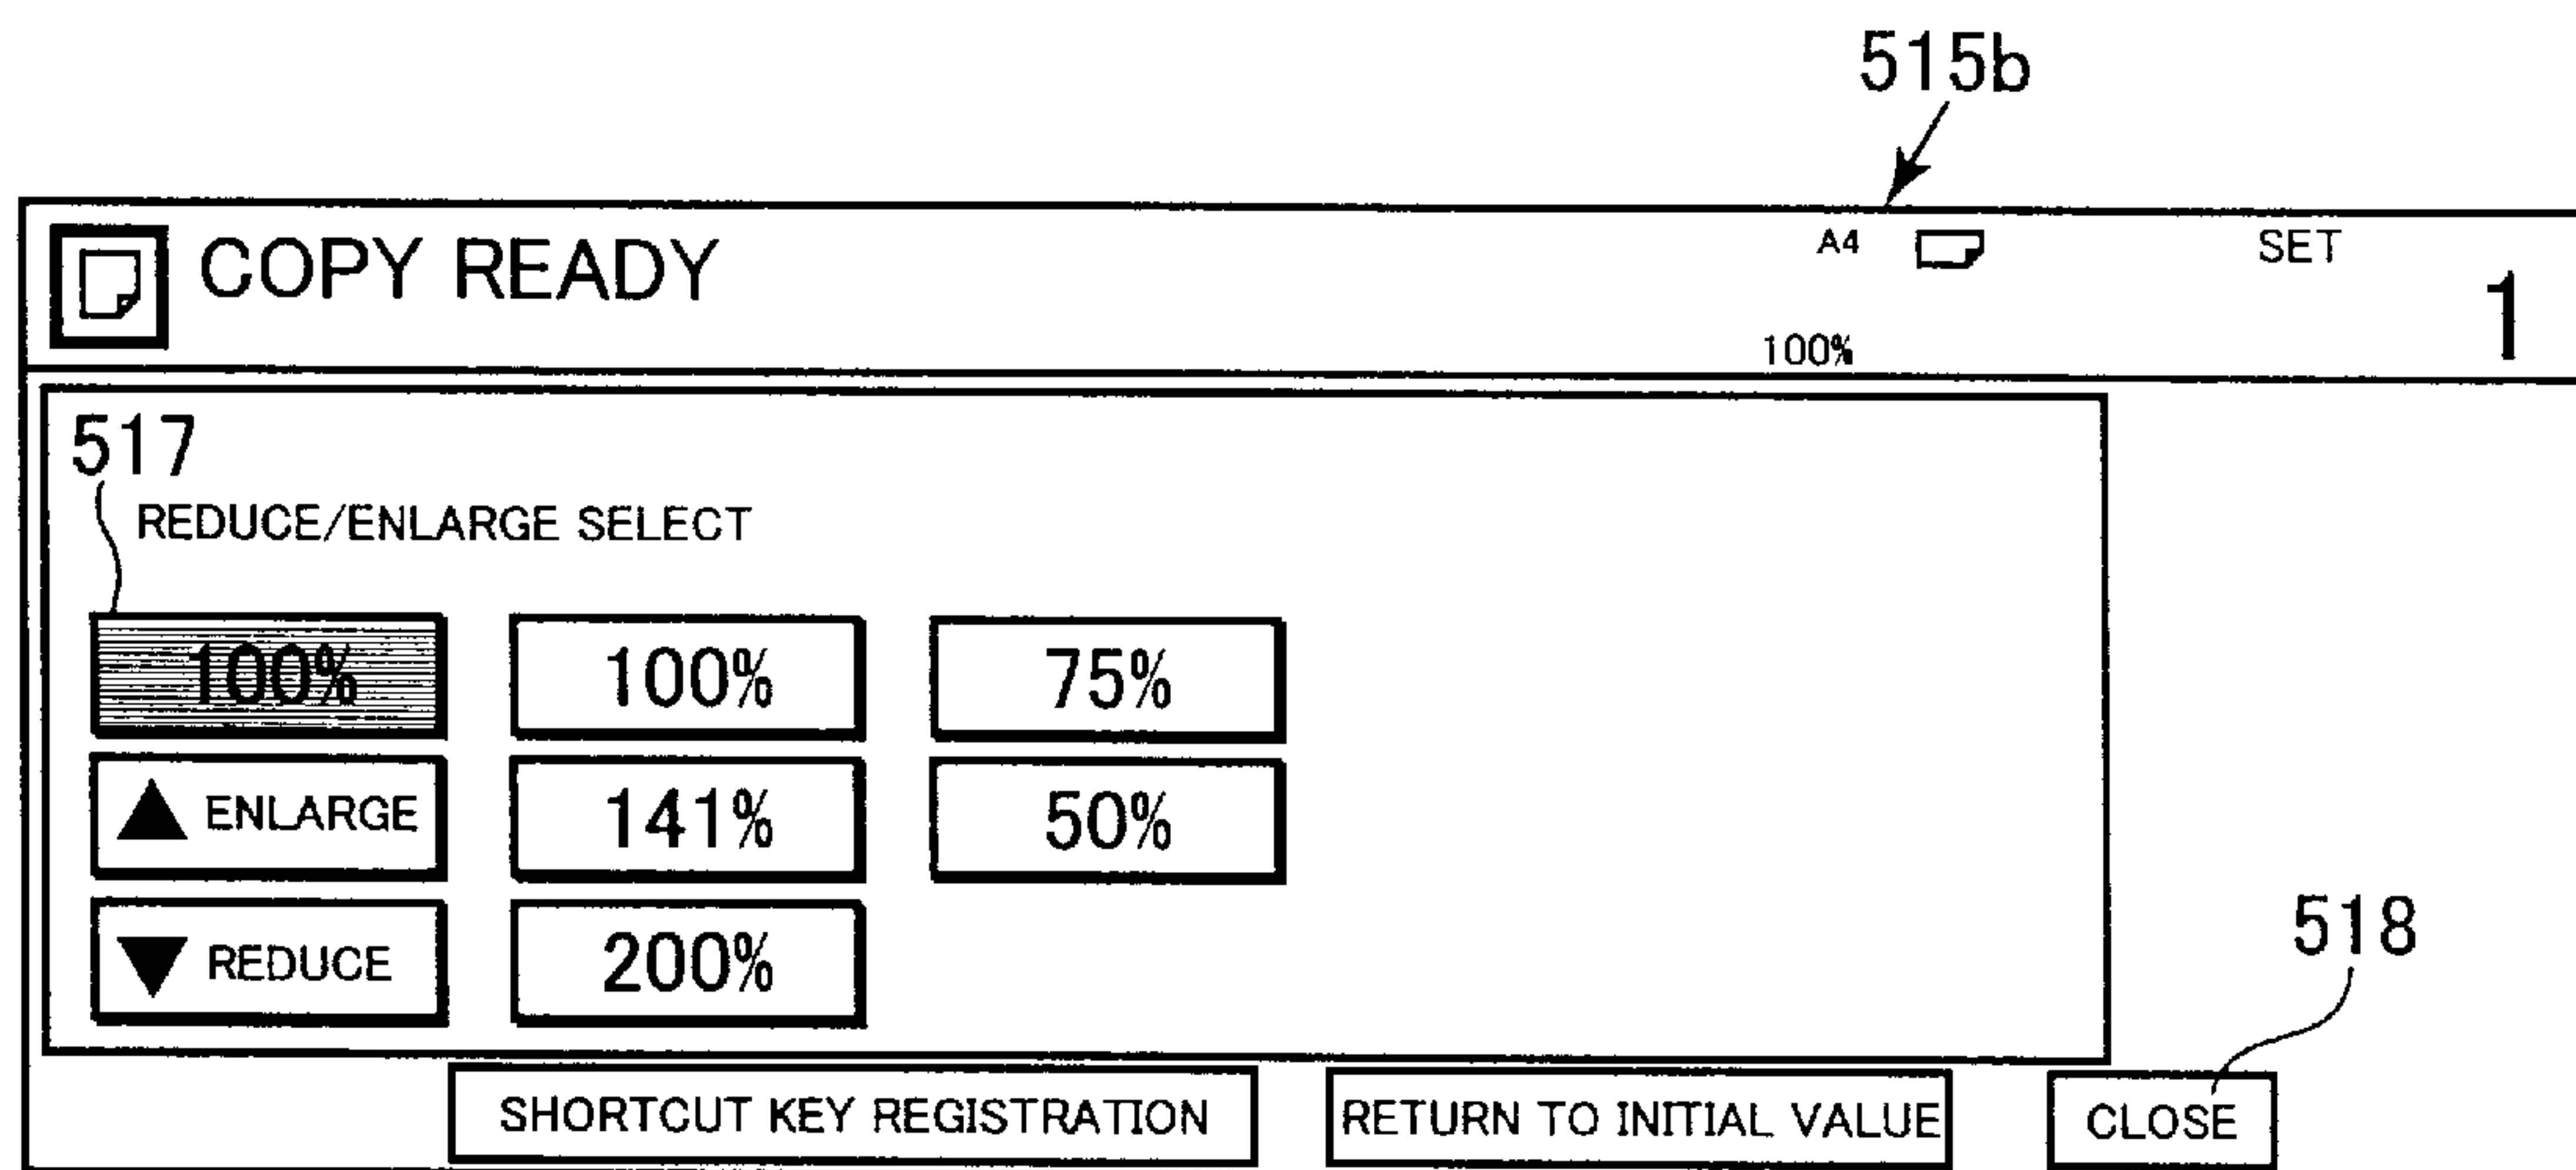 515b
COPY READY
A4
SET
1
100%
517
REDUCE/ENLARGE SELECT
100% 100% 75%
ENLARGE 141% 50%
REDUCE 200%
518
SHORTCUT KEY REGISTRATION RETURN TO INITIAL VALUE CLOSE